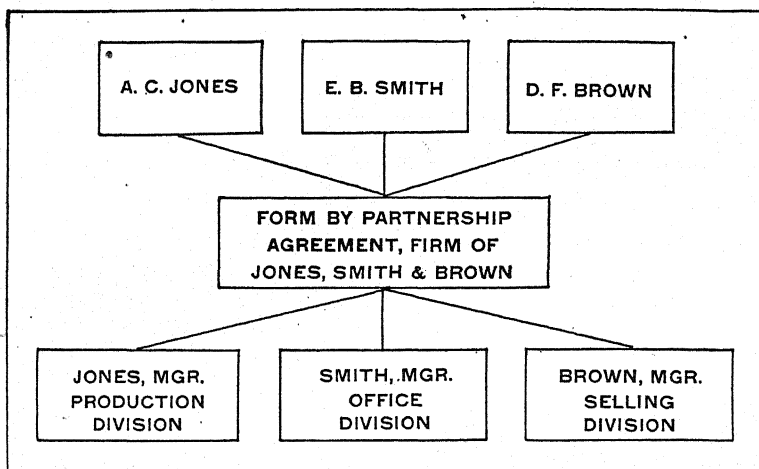 A. C. JONES
E. B. SMITH
D. F. BROWN
FORM BY PARTNERSHIP
AGREEMENT, FIRM OF
JONES, SMITH & BROWN
JONES, MGR.
PRODUCTION
DIVISION
SMITH, MGR.
OFFICE
DIVISION
BROWN, MGR.
SELLING
DIVISION